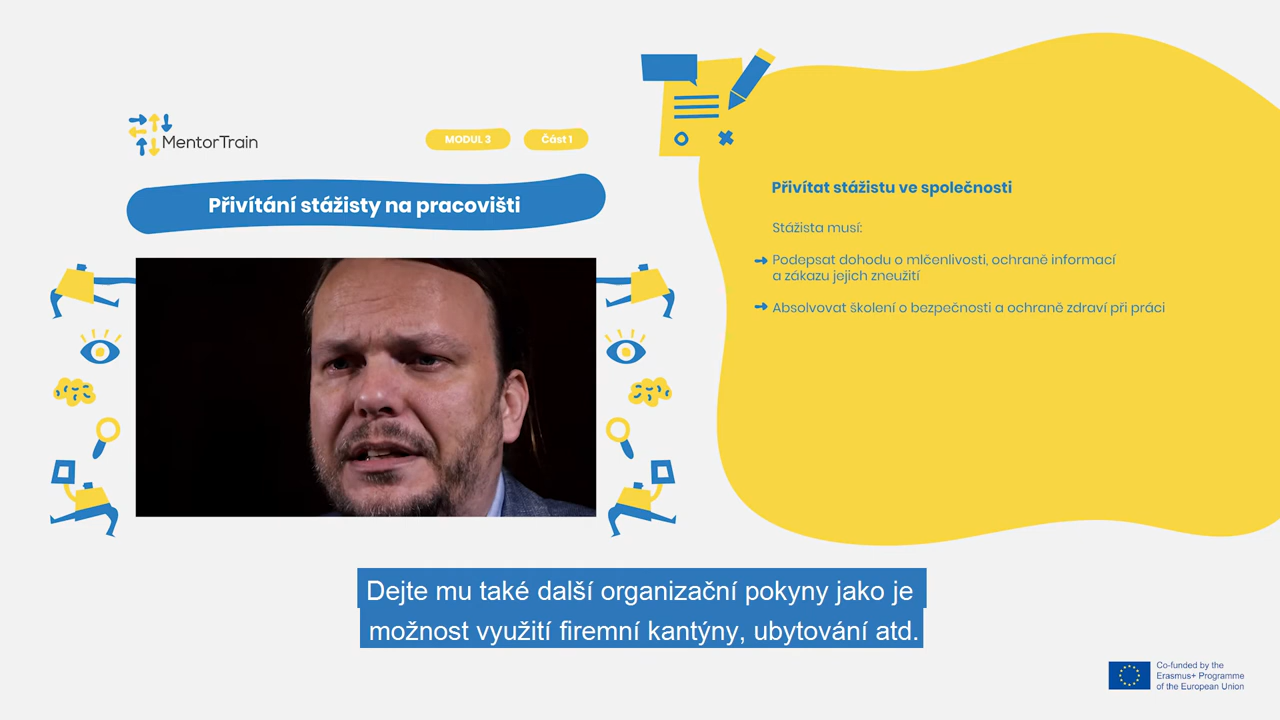 MentorTrain
MODUL 3
Část 1
Přivítání stážisty na pracovišti
Přivítat stážistu ve společnosti
Stážista musí:
Podepsat dohodu o mlčenlivosti, ochraně informací
a zákazu jejich zneužití
Absolvovat školení o bezpečnosti a ochraně zdraví při práci
Dejte mu také další organizační pokyny jako je
možnost využití firemní kantýny, ubytování atd.
Co-funded by the
Erasmus+ Programme
of the European Union